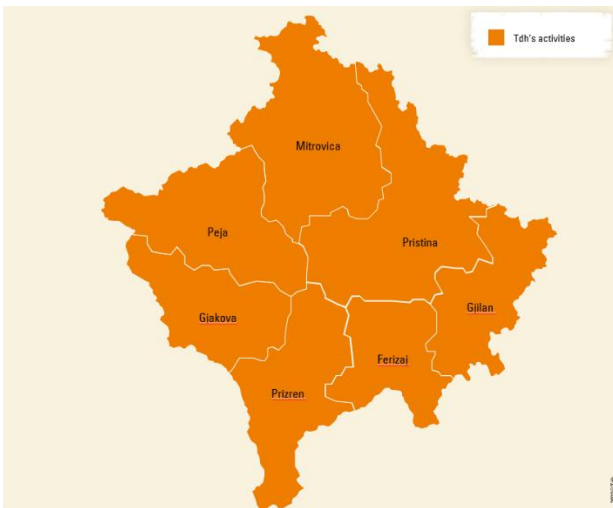 Tdh's activities
Mitrovica
Peja
Pristina
Gjakova
Gjilan
Ferizaj
Prizren